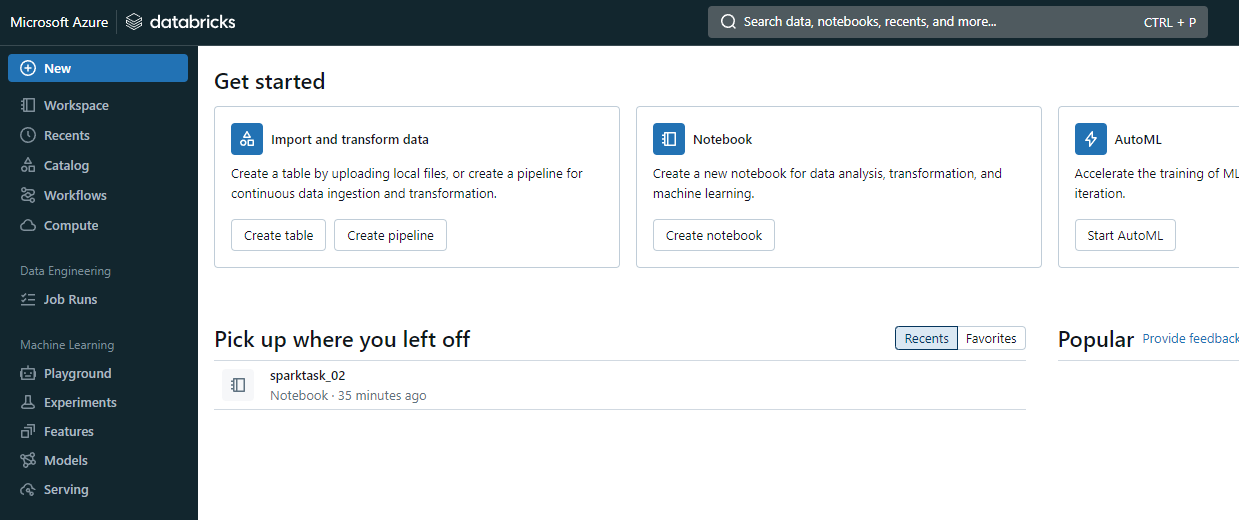 Microsoft Azure databricks
Search data, notebooks, recents, and more... CTRL + P
New
Workspace
Recents
Catalog
Workflows
Compute
Data Engineering
Job Runs
Machine Learning
Playground
Experiments
Features
Models
Serving
Get started
Import and transform data
Create a table by uploading local files, or create a pipeline for
continuous data ingestion and transformation.
Create table Create pipeline
Notebook
Create a new notebook for data analysis, transformation, and
machine learning.
Create notebook
AutoML
Accelerate the training of ML
iteration.
Start AutoML
Pick up where you left off
Recents Favorites
sparktask_02
Notebook · 35 minutes ago
Popular Provide feedback